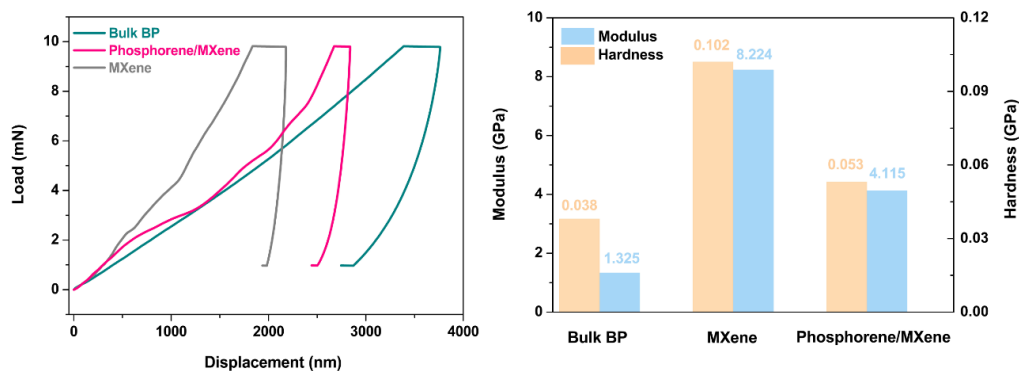 Bulk BP
Phosphorene/MXene
MXene
Load (mN)
10
8
6
4
2
0
0 1000 2000 3000 4000
Displacement (nm)
Modulus (GPa)
10
8
6
4
2
0
Modulus
Hardness
0.038
1.325
0.102
8.224
0.053
4.115
Bulk BP MXene Phosphorene/MXene
0.12
0.09
0.06
0.03
0.00
Hardness (GPa)